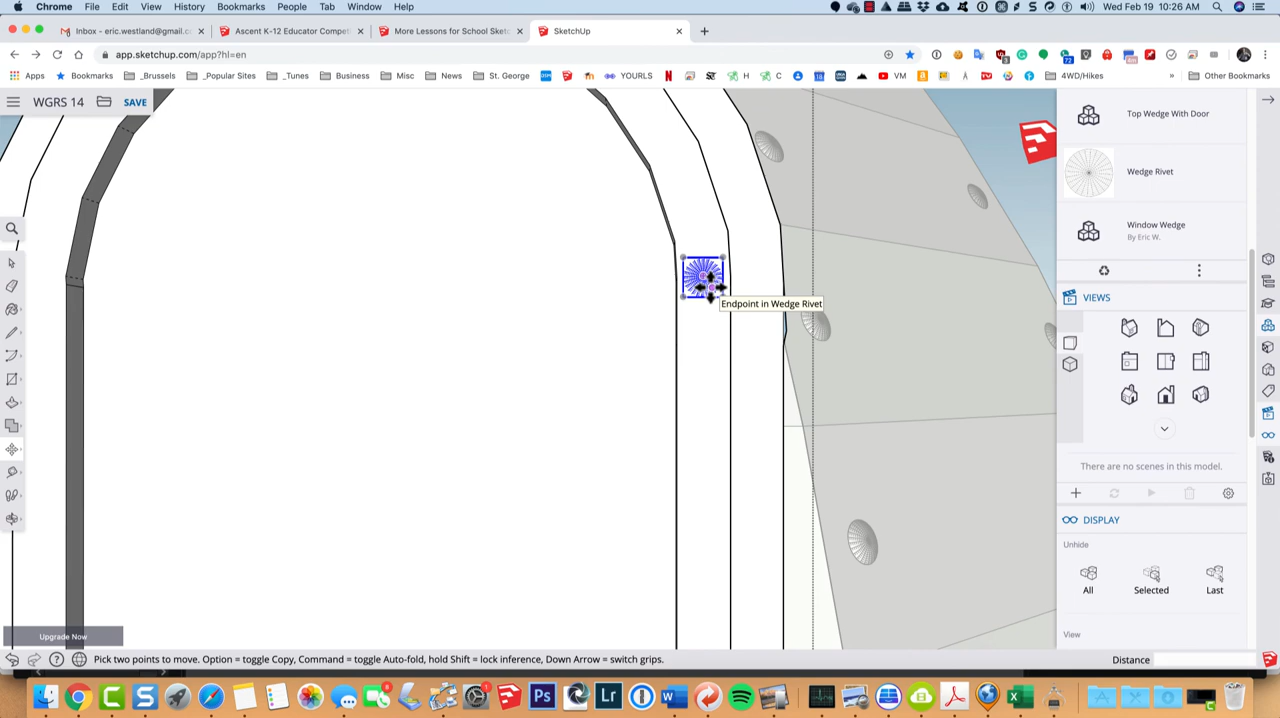 Chrome File Edit View History Bookmarks People Tab Window Help Wed Feb 19 10:26 AM
Inbox - eric.westland@gmail.c
Ascent K-12 Educator Compet
More Lessons for School Sket
SketchUp
app.sketchup.com/app?hl=en
Apps Bookmarks _Brussels _Popular Sites _Tunes Business Misc News St. George YOURLS H C VM 4WD/Hikes » Other Bookmarks
WGRS 14 SAVE
Top Wedge With Door
Wedge Rivet
Window Wedge
By Eric W.
VIEWS
Endpoint in Wedge Rivet
There are no scenes in this model.
DISPLAY
Unhide
All Selected Last
View
Upgrade Now
Pick two points to move. Option = toggle Copy, Command = toggle Auto-fold, hold Shift = lock inference, Down Arrow = switch grips.
Distance
Ps Lr W X